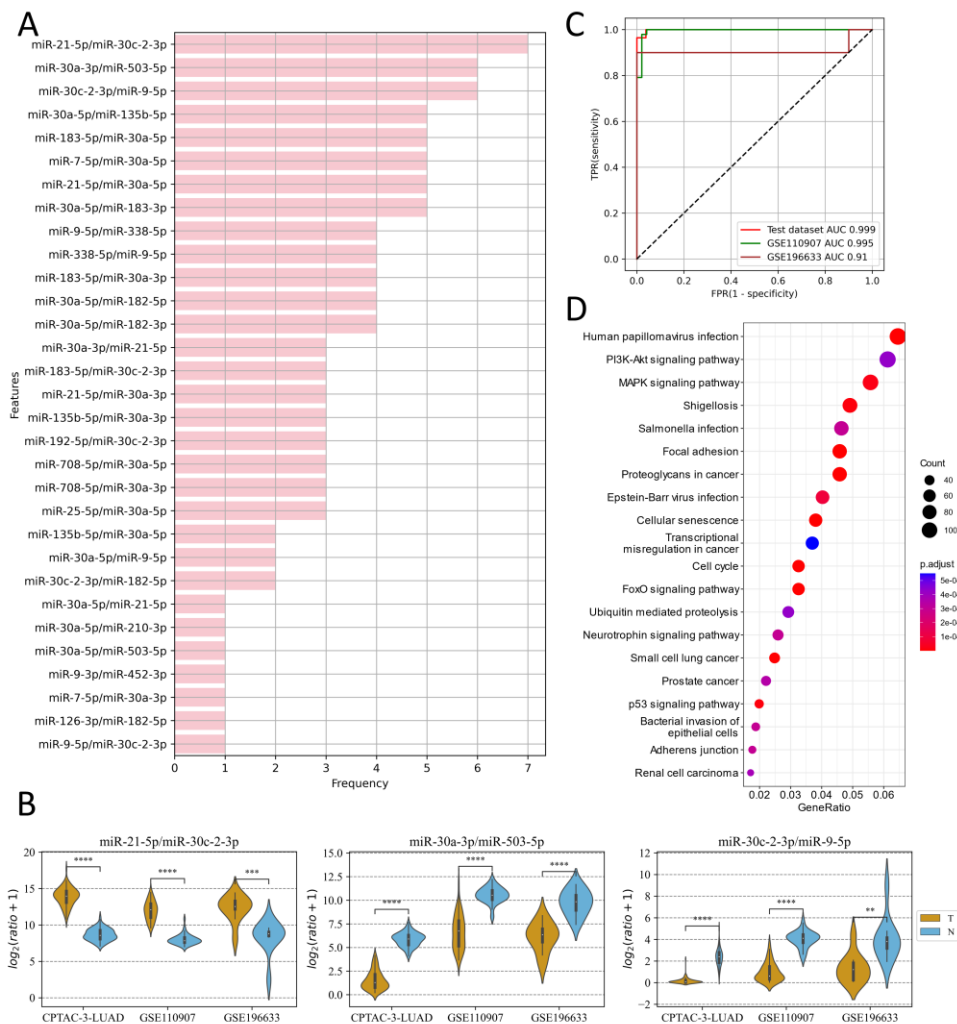 A
miR-21-5p/miR-30c-2-3p
miR-30a-3p/miR-503-5p
miR-30c-2-3p/miR-9-5p
miR-30a-5p/miR-135b-5p
miR-183-5p/miR-30a-5p
miR-7-5p/miR-30a-5p
miR-21-5p/miR-30a-5p
miR-30a-5p/miR-183-3p
miR-9-5p/miR-338-5p
miR-338-5p/miR-9-5p
miR-183-5p/miR-30a-3p
miR-30a-5p/miR-182-5p
miR-30a-5p/miR-182-3p
miR-30a-3p/miR-21-5p
miR-183-5p/miR-30c-2-3p
miR-21-5p/miR-30a-3p
miR-135b-5p/miR-30a-3p
miR-192-5p/miR-30c-2-3p
miR-708-5p/miR-30a-5p
miR-708-5p/miR-30a-3p
miR-25-5p/miR-30a-5p
miR-135b-5p/miR-30a-5p
miR-30a-5p/miR-9-5p
miR-30c-2-3p/miR-182-5p
miR-30a-5p/miR-21-5p
miR-30a-5p/miR-210-3p
miR-30a-5p/miR-503-5p
miR-9-3p/miR-452-3p
miR-7-5p/miR-30a-3p
miR-126-3p/miR-182-5p
miR-9-5p/miR-30c-2-3p
Features
0 1 2 3 4 5 6 7
Frequency
C
1.0
0.8
0.6
0.4
0.2
0.0
TPR(sensitivity)
Test dataset AUC 0.999
GSE110907 AUC 0.995
GSE196633 AUC 0.91
0.0 0.2 0.4 0.6 0.8 1.0
FPR(1 - specificity)
D
Human papillomavirus infection
PI3K-Akt signaling pathway
MAPK signaling pathway
Shigellosis
Salmonella infection
Focal adhesion
Proteoglycans in cancer
Epstein-Barr virus infection
Cellular senescence
Transcriptional
misregulation in cancer
Cell cycle
FoxO signaling pathway
Ubiquitin mediated proteolysis
Neurotrophin signaling pathway
Small cell lung cancer
Prostate cancer
p53 signaling pathway
Bacterial invasion of
epithelial cells
Adherens junction
Renal cell carcinoma
0.02 0.03 0.04 0.05 0.06
GeneRatio
Count
40
60
80
100
p.adjust
5e-0
4e-0
3e-0
2e-0
1e-0
B
miR-21-5p/miR-30c-2-3p
20
15
10
5
0
log2(ratio + 1)
**** **** ***
CPTAC-3-LUAD GSE110907 GSE196633
miR-30a-3p/miR-503-5p
15.0
12.5
10.0
7.5
5.0
2.5
0.0
log2(ratio + 1)
**** **** ****
CPTAC-3-LUAD GSE110907 GSE196633
miR-30c-2-3p/miR-9-5p
12
10
8
6
4
2
0
−2
log2(ratio + 1)
**** **** **
CPTAC-3-LUAD GSE110907 GSE196633
T
N